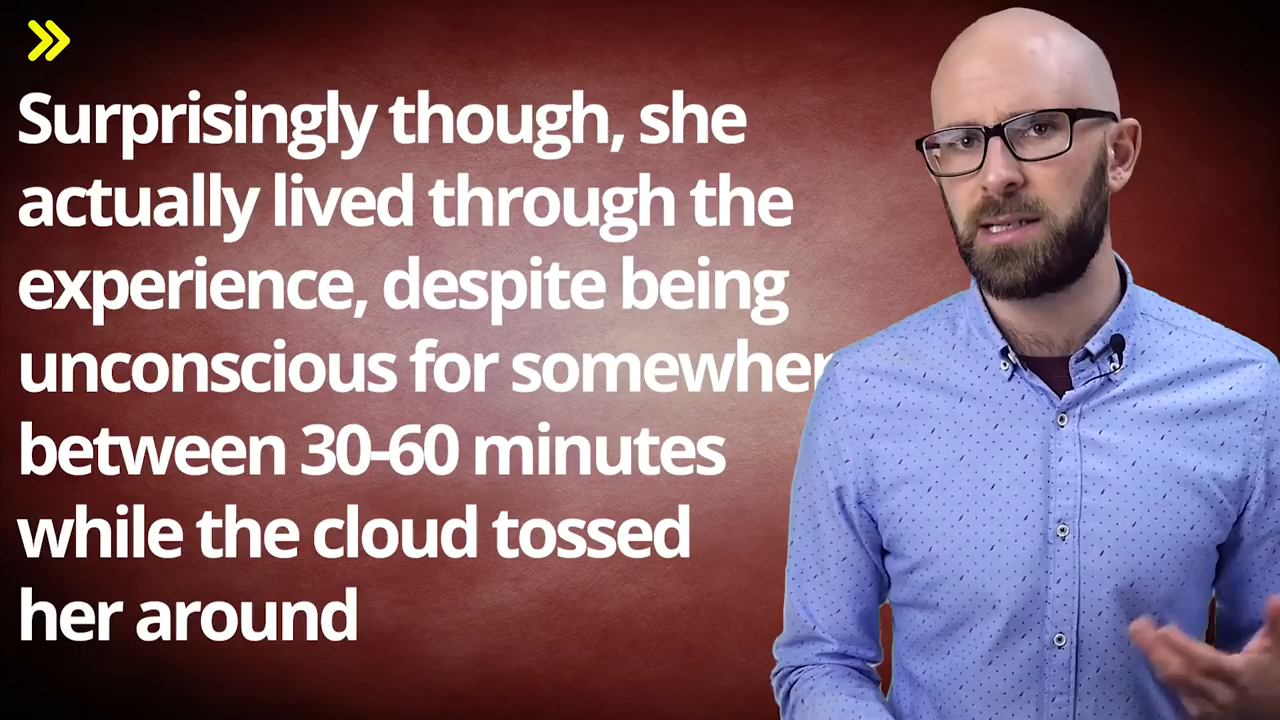 Surprisingly though, she
actually lived through the
experience, despite being
unconscious for somewher
between 30-60 minutes
while the cloud tossed
her around